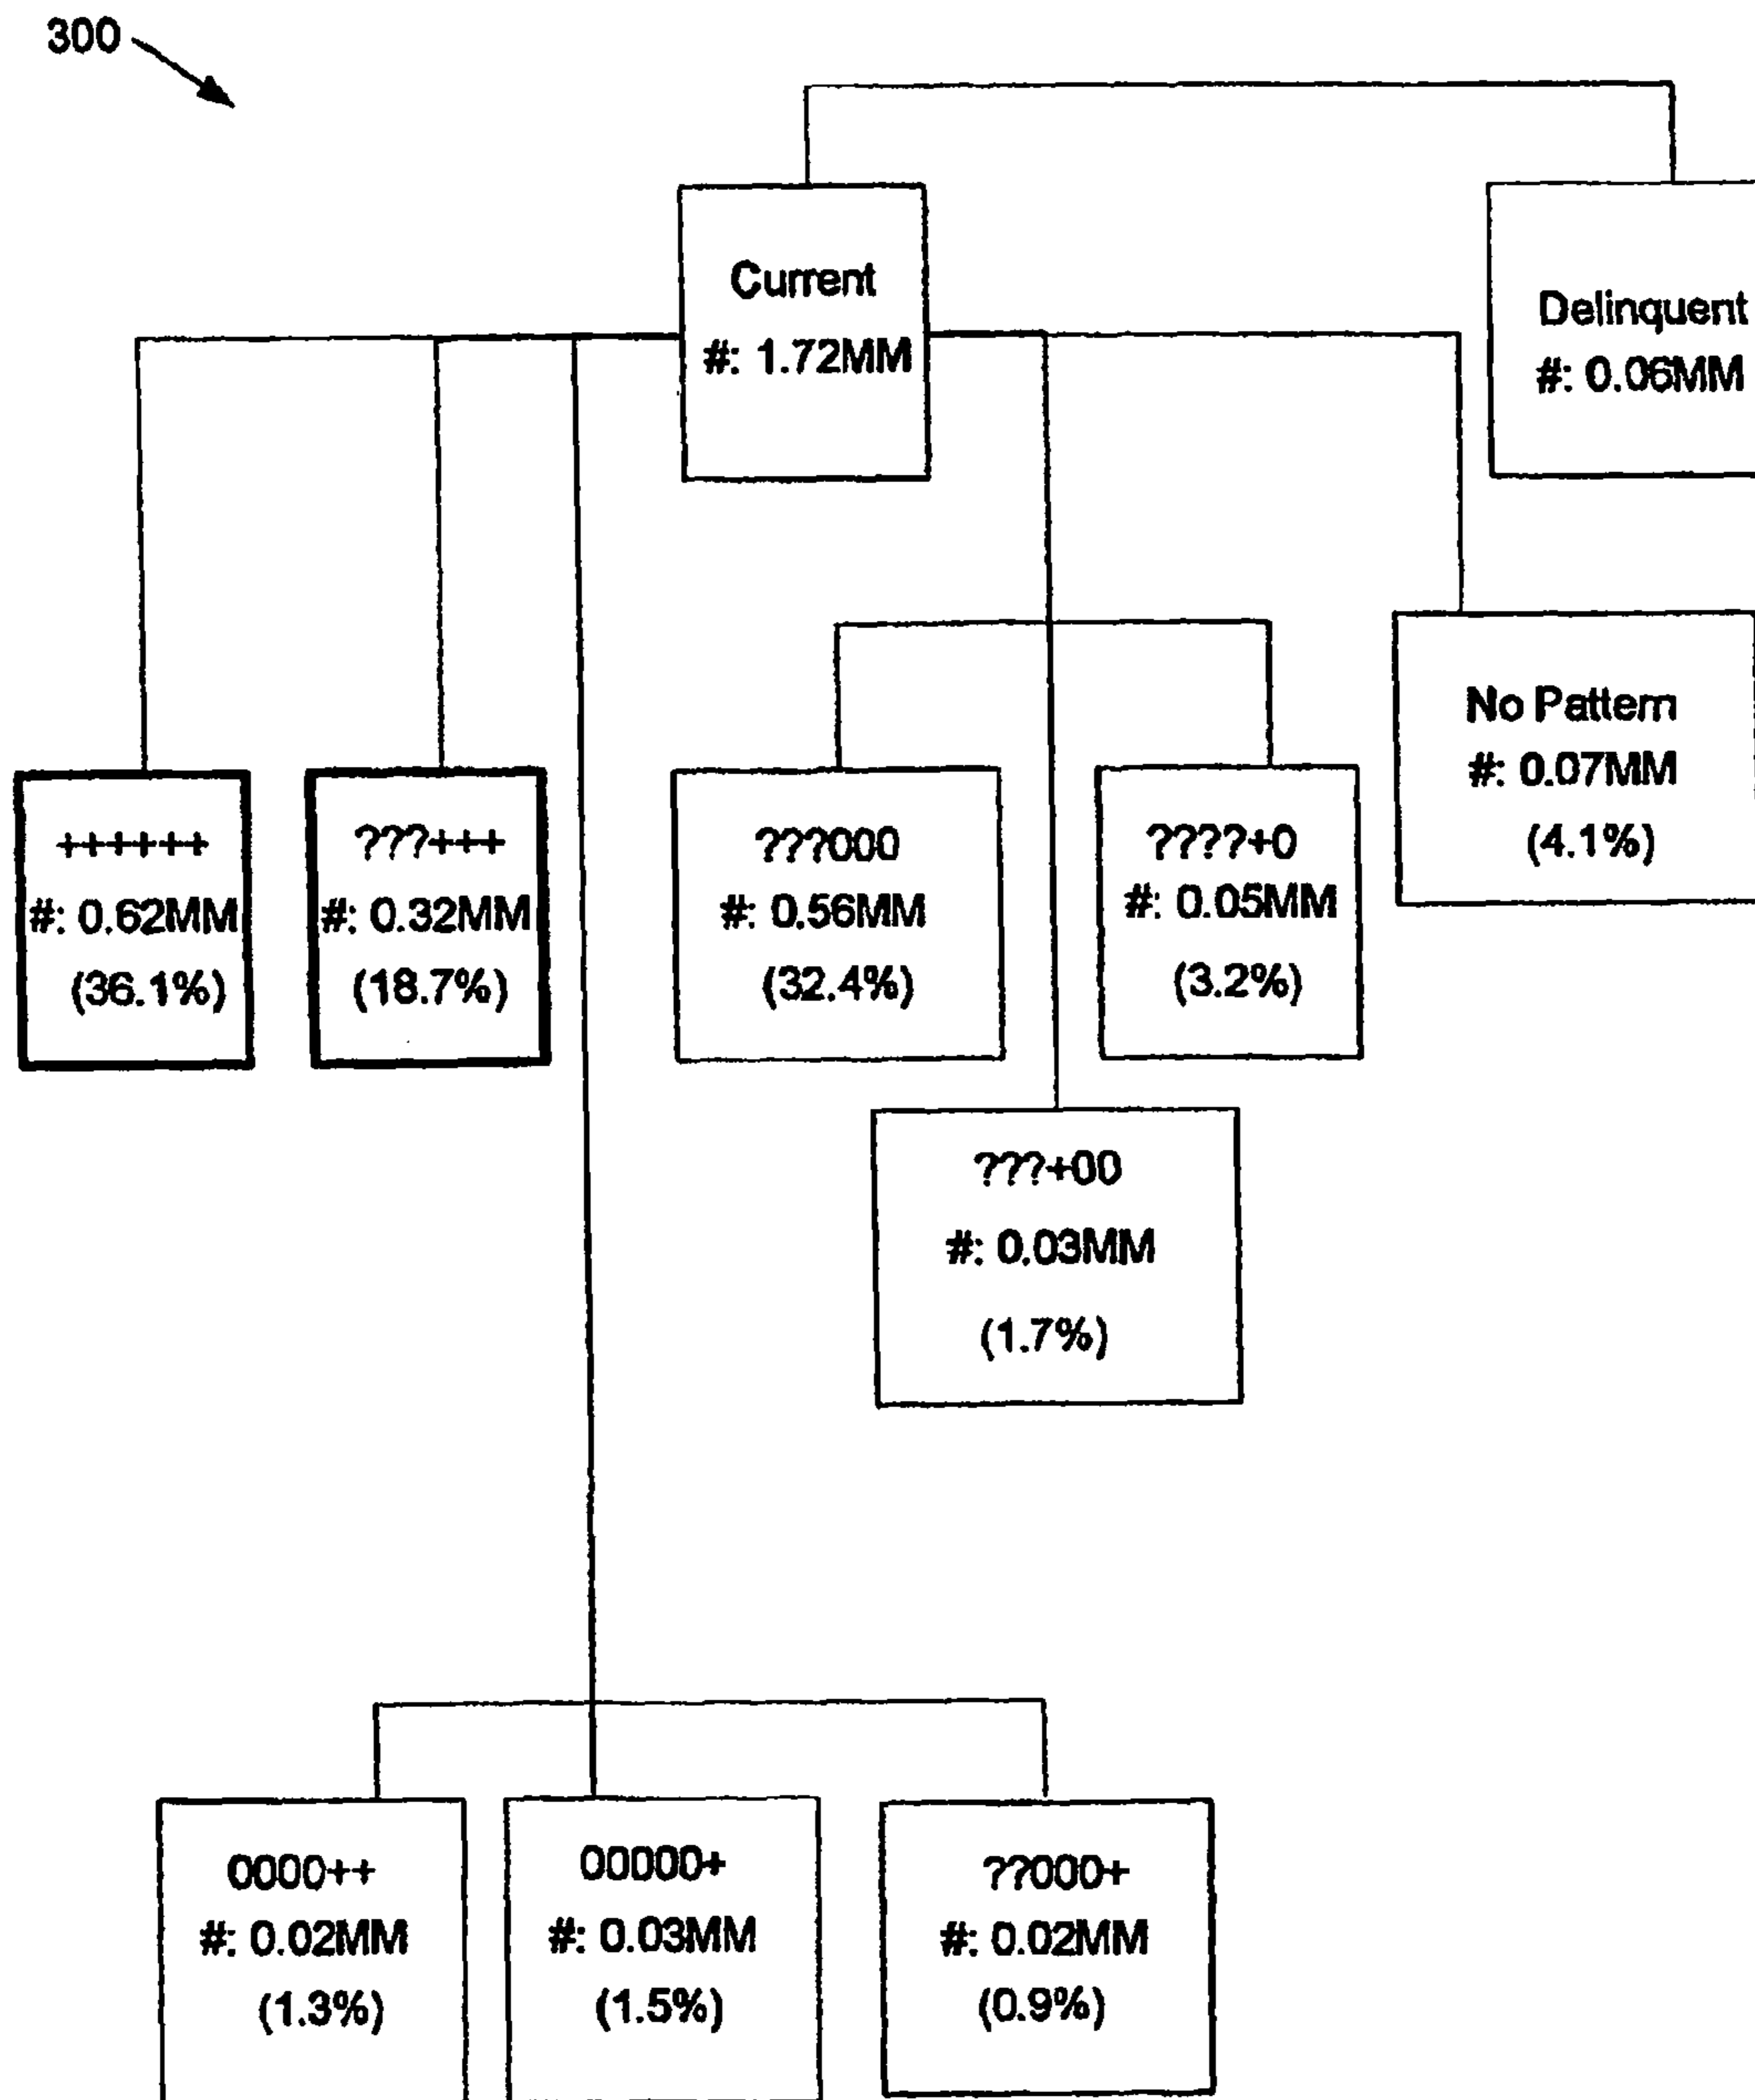 300
Current
#: 1.72MM
Delinquent
#: 0.06MM
No Pattern
#: 0.07MM
(4.1%)
++++++
#: 0.62MM
(36.1%)
???+++
#: 0.32MM
(18.7%)
???000
#: 0.56MM
(32.4%)
????+0
#: 0.05MM
(3.2%)
???+00
#: 0.03MM
(1.7%)
0000++
#: 0.02MM
(1.3%)
00000+
#: 0.03MM
(1.5%)
??000+
#: 0.02MM
(0.9%)